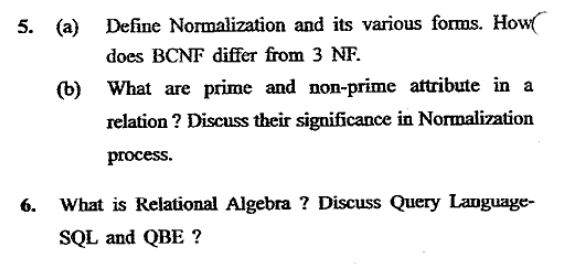 5. (a) Define Normalization and its various forms. How
does BCNF differ from 3 NF.
(b) What are prime and non-prime attribute in a
relation ? Discuss their significance in Normalization
process.
6. What is Relational Algebra ? Discuss Query Language-
SQL and QBE ?